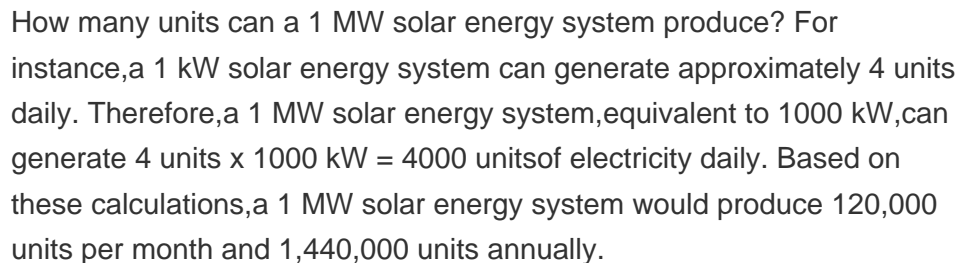 How many units can a 1 MW solar energy system produce? For
instance,a 1 kW solar energy system can generate approximately 4 units
daily. Therefore,a 1 MW solar energy system,equivalent to 1000 kW,can
generate 4 units x 1000 kW = 4000 unitsof electricity daily. Based on
these calculations,a 1 MW solar energy system would produce 120,000
units per month and 1,440,000 units annually.